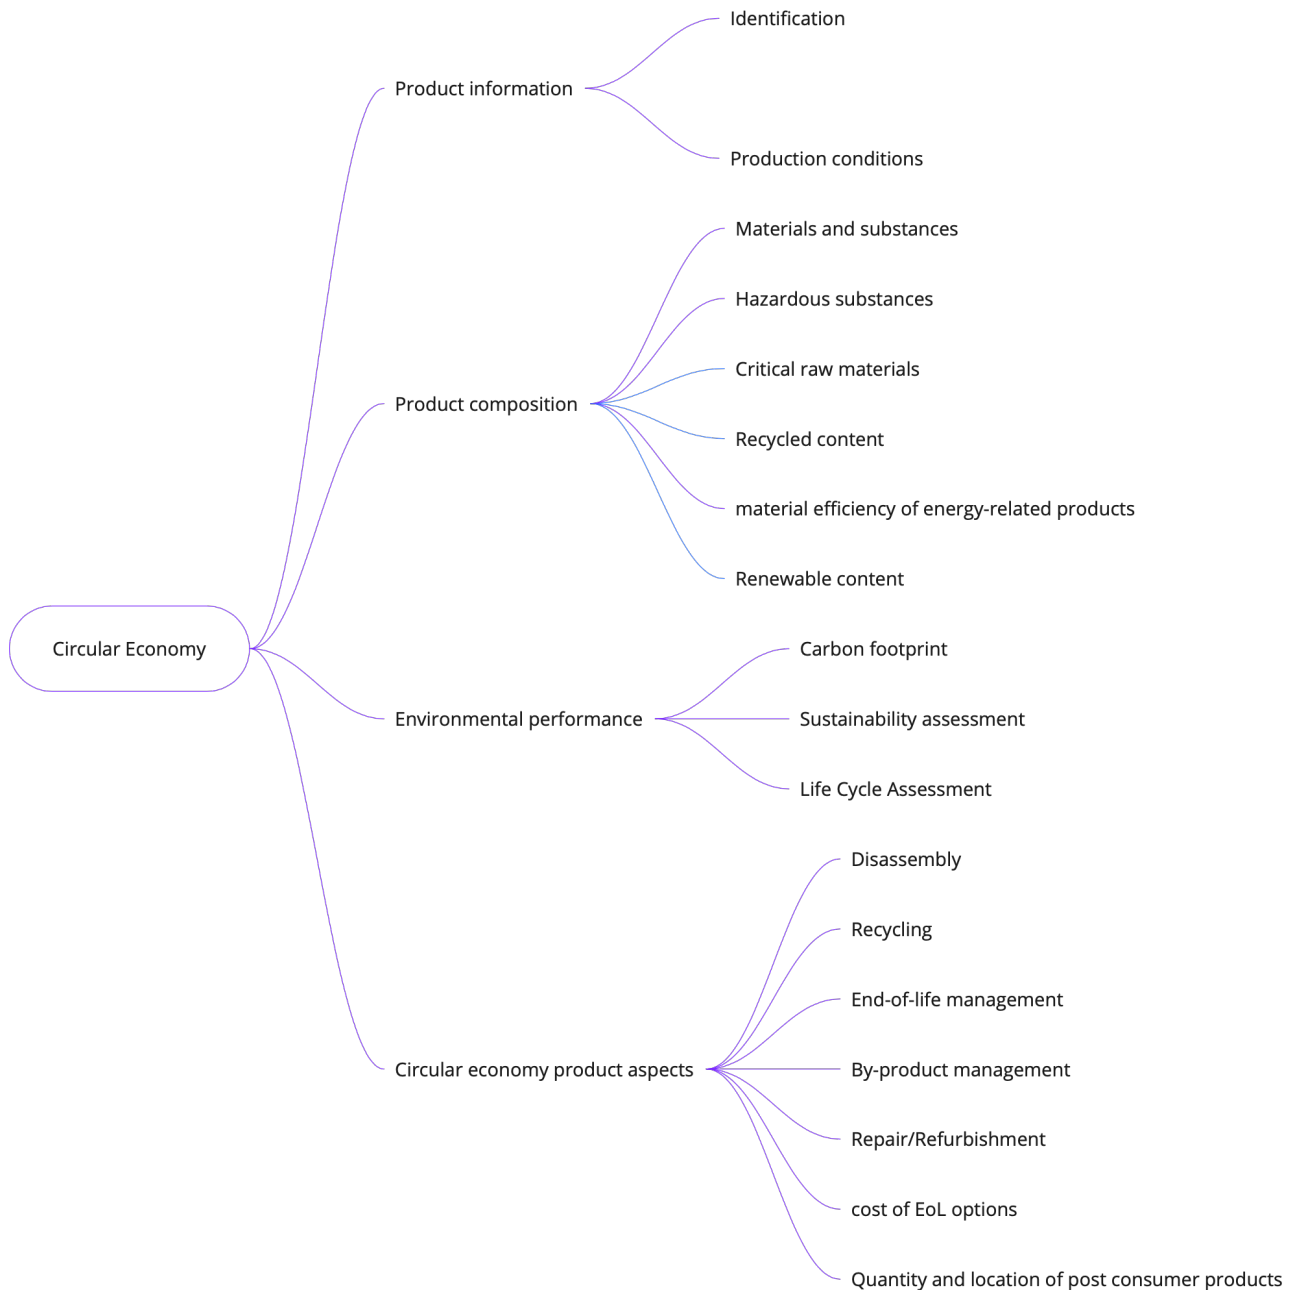 Circular Economy
Product information
Identification
Production conditions
Product composition
Materials and substances
Hazardous substances
Critical raw materials
Recycled content
material efficiency of energy-related products
Renewable content
Environmental performance
Carbon footprint
Sustainability assessment
Life Cycle Assessment
Circular economy product aspects
Disassembly
Recycling
End-of-life management
By-product management
Repair/Refurbishment
cost of EoL options
Quantity and location of post consumer products